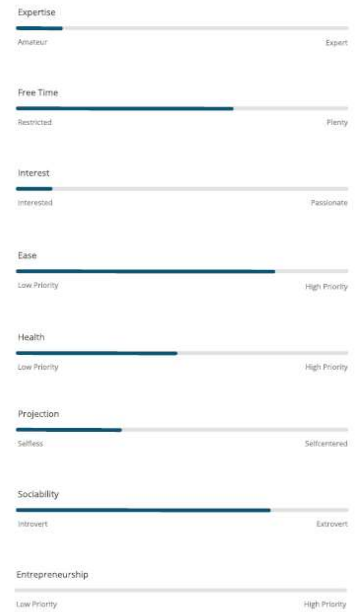 Expertise
Amateur Expert
Free Time
Restricted Plenty
Interest
Interested Passionate
Ease
Low Priority High Priority
Health
Low Priority High Priority
Projection
Selfless Selfcentered
Sociability
Introvert Extrovert
Entrepreneurship
Low Priority High Priority